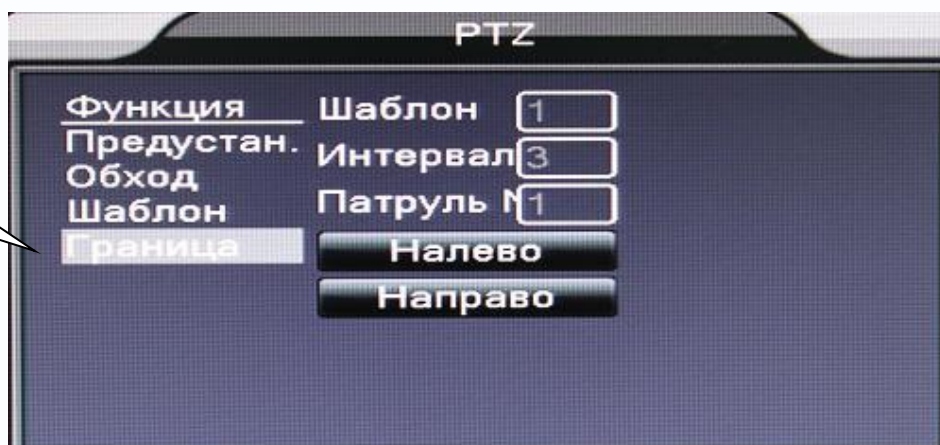 PTZ
Функция
Предустан.
Обход
Шаблон
Граница
Шаблон 1
Интервал 3
Патруль 1
Налево
Направо